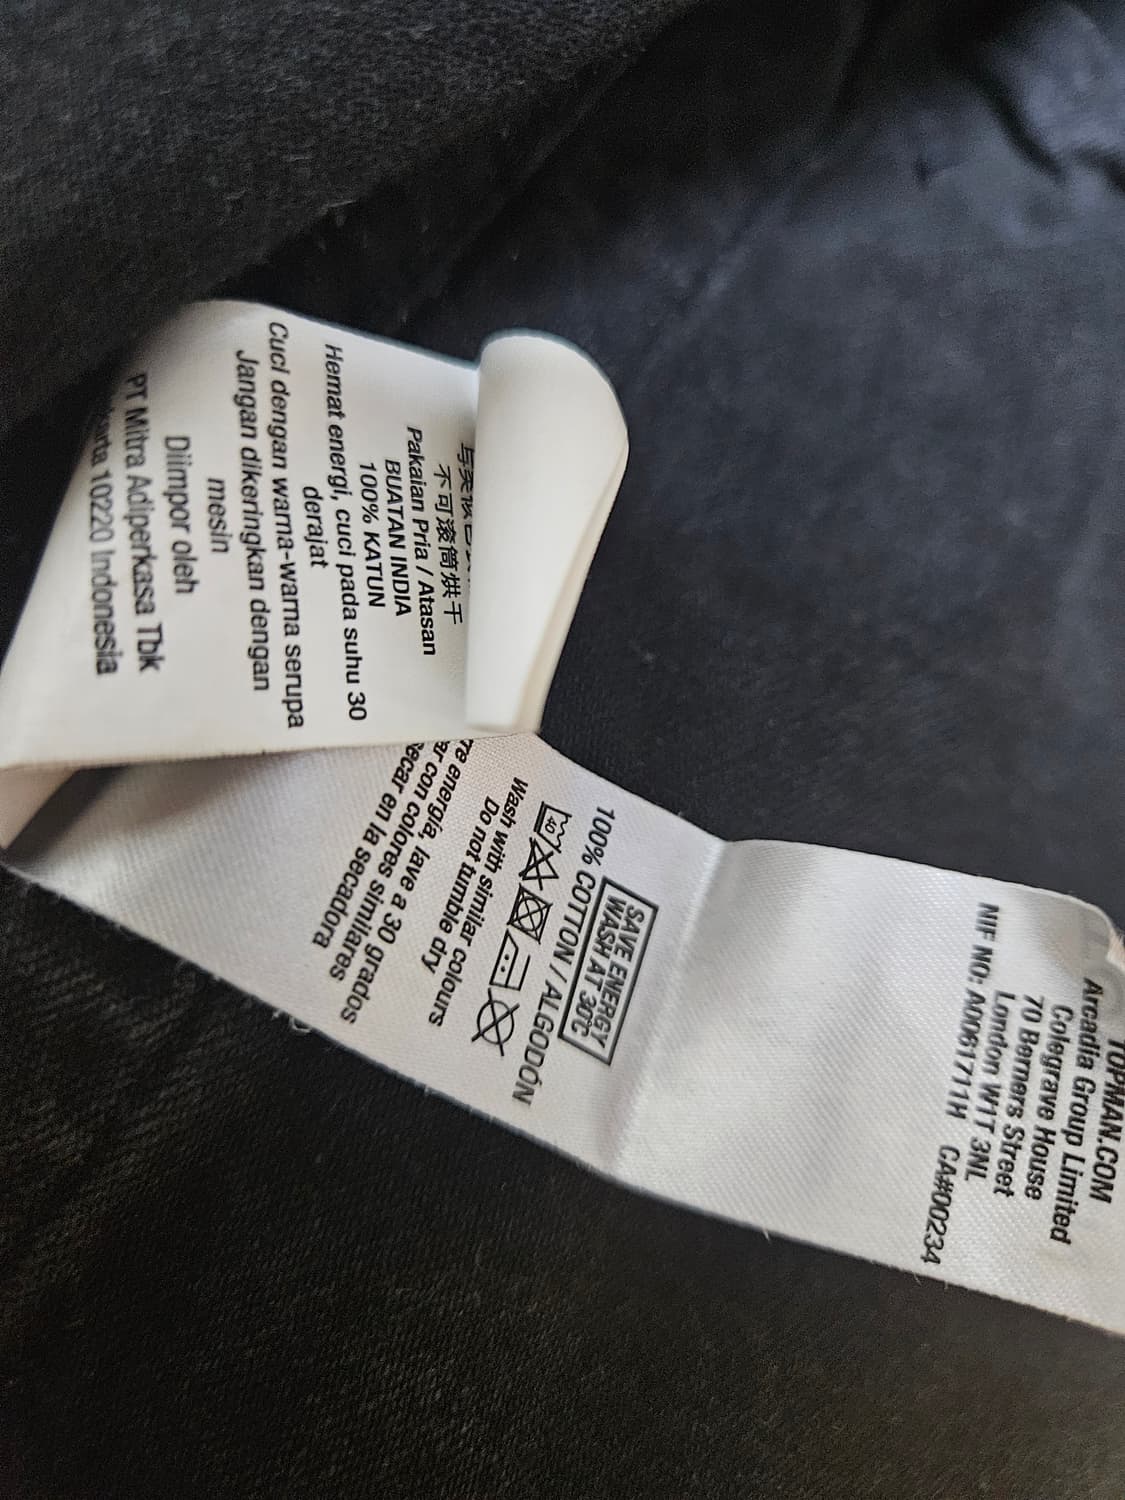 TOPMAN.COM
Arcadia Group Limited
Colegrave House
70 Berners Street
London W1T 3NL
NIF NO: A0061711H CA#00234
SAVE ENERGY
WASH AT 30°C
100% COTTON / ALGODÓN
40
Wash with similar colours
Do not tumble dry
energía, lave a 30 grados
con colores similares
secar en la secadora
不可滚筒烘干
Pakaian Pria / Atasan
BUATAN INDIA
100% KATUN
Hemat energi, cuci pada suhu 30
derajat
Cuci dengan warna-warna serupa
Jangan dikeringkan dengan
mesin
Diimpor oleh
PT Mitra Adiperkasa Tbk
10220 Indonesia